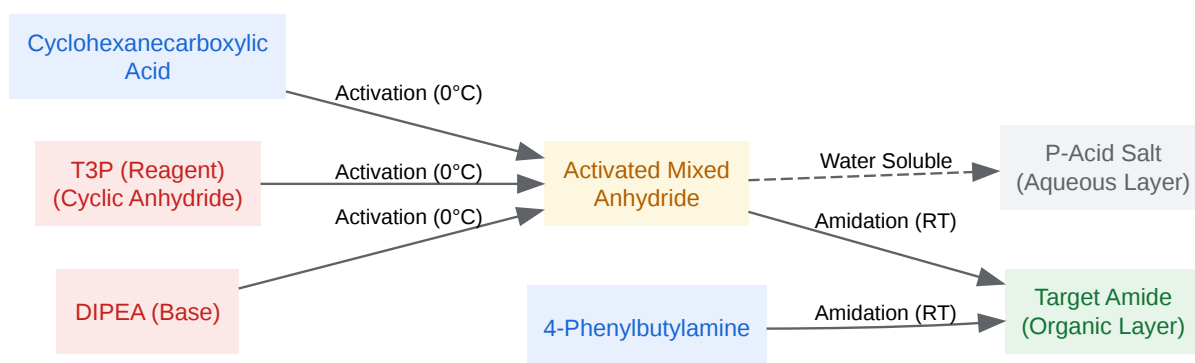 Cyclohexanecarboxylic
Acid
Activation (0°C)
T3P (Reagent)
(Cyclic Anhydride)
Activation (0°C)
Activation (0°C)
DIPEA (Base)
Activated Mixed
Anhydride
4-Phenylbutylamine
Water Soluble
Amidation (RT)
Amidation (RT)
P-Acid Salt
(Aqueous Layer)
Target Amide
(Organic Layer)